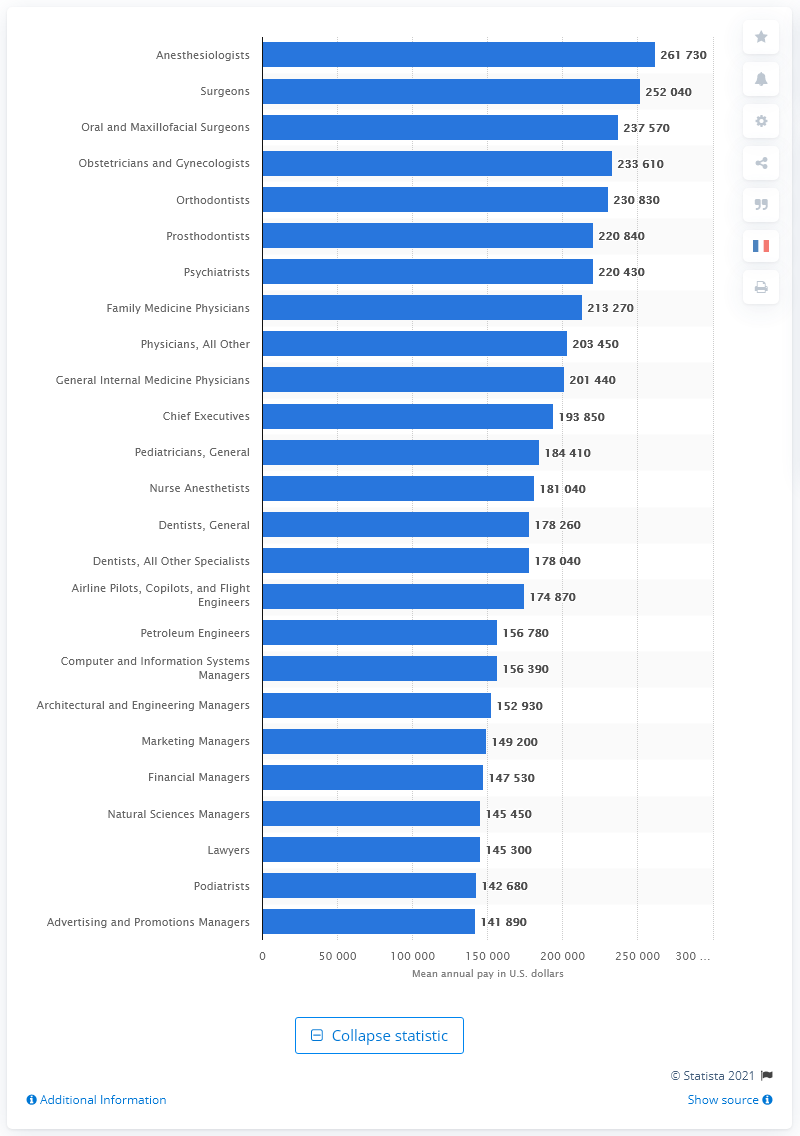 Anesthesiologists 261 730
Surgeons 252 040
Oral and Maxillofacial Surgeons 237 570
Obstetricians and Gynecologists 233 610
Orthodontists 230 830
Prosthodontists 220 840
Psychiatrists 220 430
Family Medicine Physicians 213 270
Physicians, All Other 203 450
General Internal Medicine Physicians 201 440
Chief Executives 193 850
Pediatricians, General 184 410
Nurse Anesthetists 181 040
Dentists, General 178 260
Dentists, All Other Specialists 178 040
Airline Pilots, Copilots, and Flight
Engineers 174 870
Petroleum Engineers 156 780
Computer and Information Systems
Managers 156 390
Architectural and Engineering Managers 152 930
Marketing Managers 149 200
Financial Managers 147 530
Natural Sciences Managers 145 450
Lawyers 145 300
Podiatrists 142 680
Advertising and Promotions Managers 141 890
0 50 000 100 000 150 000 200 000 250 000 300 ...
Mean annual pay in U.S. dollars
Collapse statistic
© Statista 2021
Additional Information Show source